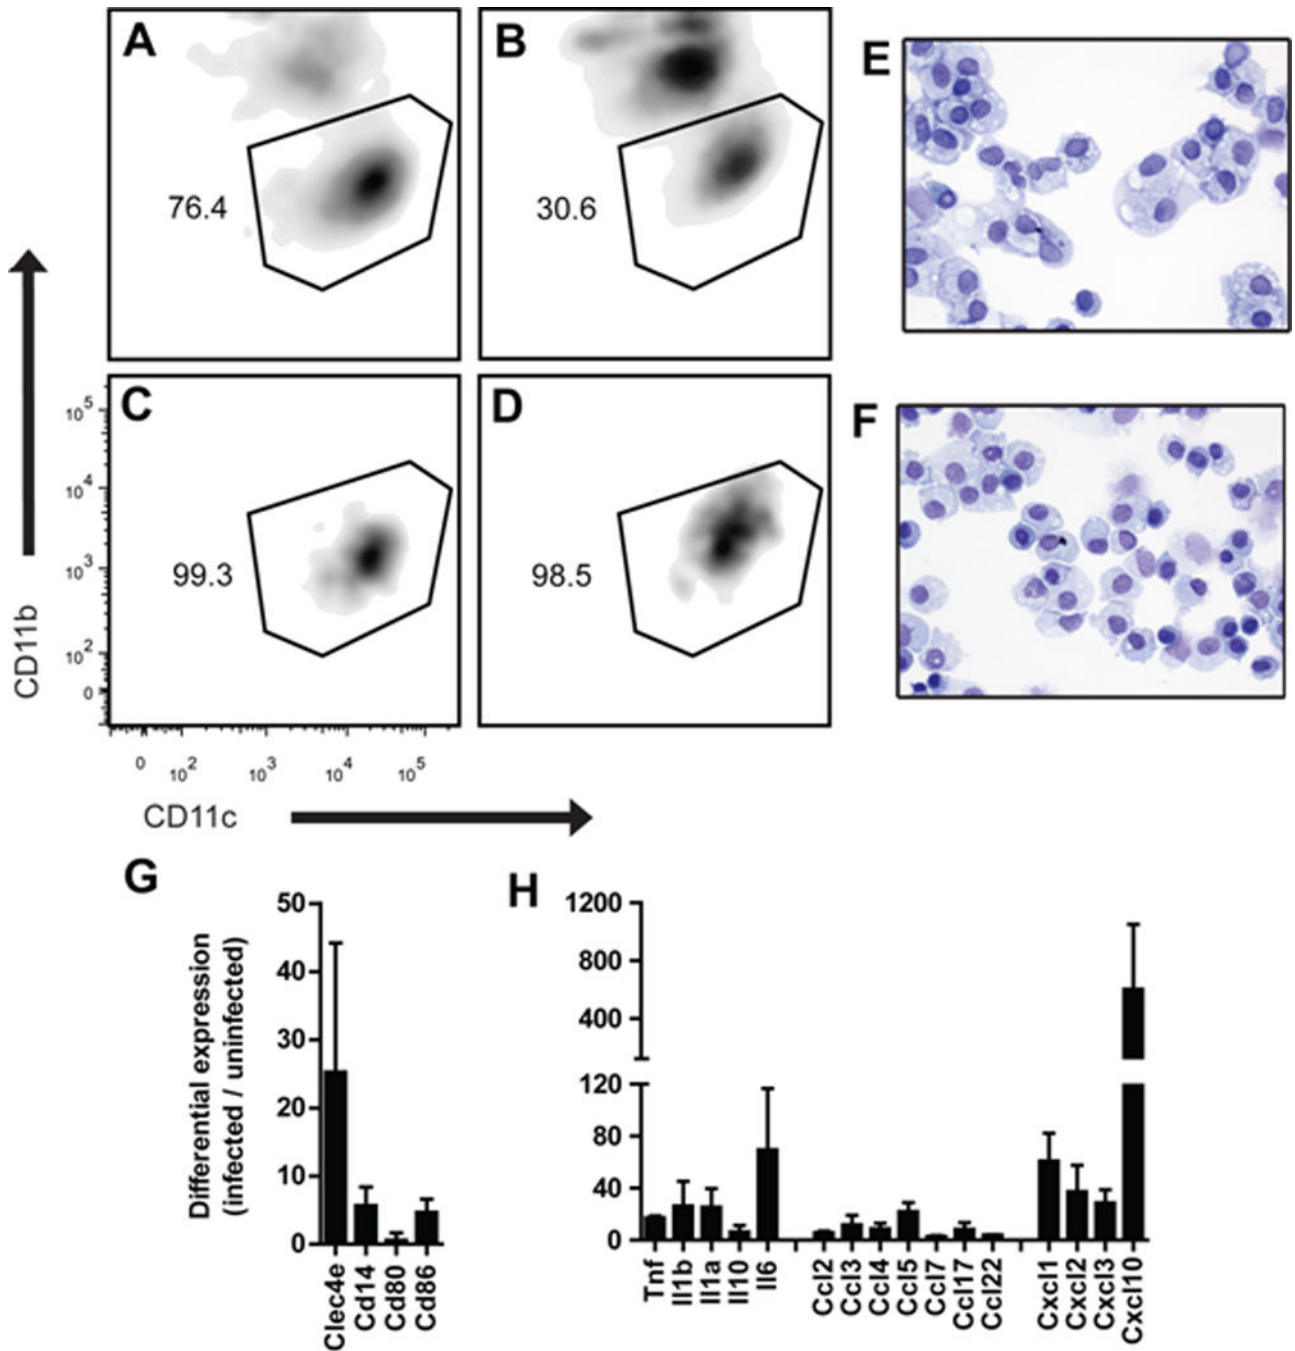 A
B
E
76.4
30.6
C
D
F
10^5
10^4
10^3
10^2
0
99.3
98.5
CD11b
0
10^2
10^3
10^4
10^5
CD11c
G
H
Differential expression
(infected / uninfected)
50
40
30
20
10
0
Clec4e
Cd14
Cd80
Cd86
1200
800
400
120
80
40
0
Tnf
Il1b
Il1a
Il10
Il6
Ccl2
Ccl3
Ccl4
Ccl5
Ccl7
Ccl17
Ccl22
Cxcl1
Cxcl2
Cxcl3
Cxcl10